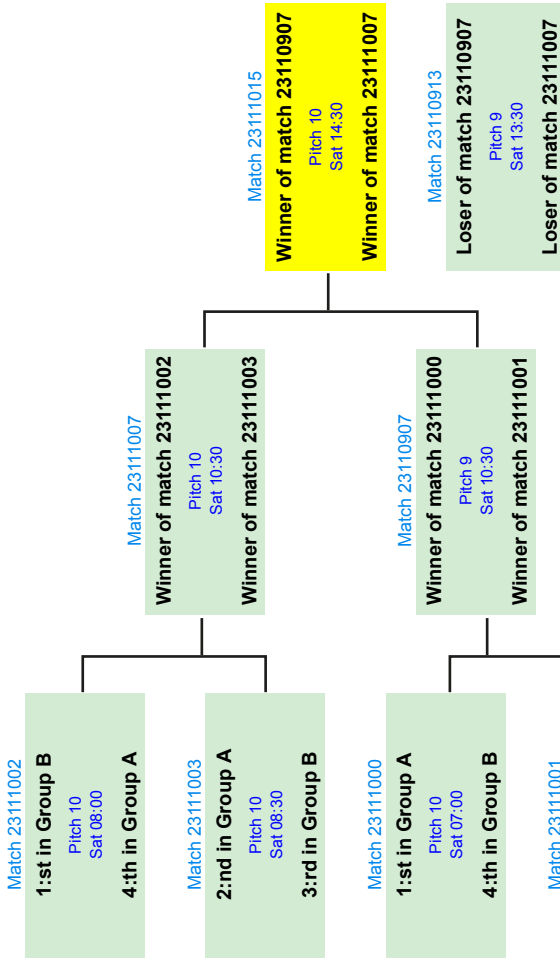 Match 23111002
1:st in Group B
Pitch 10
Sat 08:00
4:th in Group A
Match 23111003
2:nd in Group A
Pitch 10
Sat 08:30
3:rd in Group B
Match 23111000
1:st in Group A
Pitch 10
Sat 07:00
4:th in Group B
Match 23111001
Match 23111007
Winner of match 23111002
Pitch 10
Sat 10:30
Winner of match 23111003
Match 23110907
Winner of match 23111000
Pitch 9
Sat 10:30
Winner of match 23111001
Match 23111015
Winner of match 23110907
Pitch 10
Sat 14:30
Winner of match 23111007
Match 23110913
Loser of match 23110907
Pitch 9
Sat 13:30
Loser of match 23111007